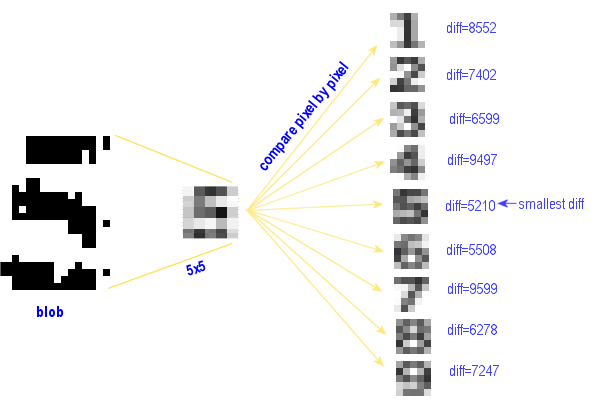 diff=8552
compare pixel by pixel
diff=7402
diff=6599
diff=9497
diff=5210
smallest diff
diff=5508
5x5
diff=9599
blob
diff=6278
diff=7247